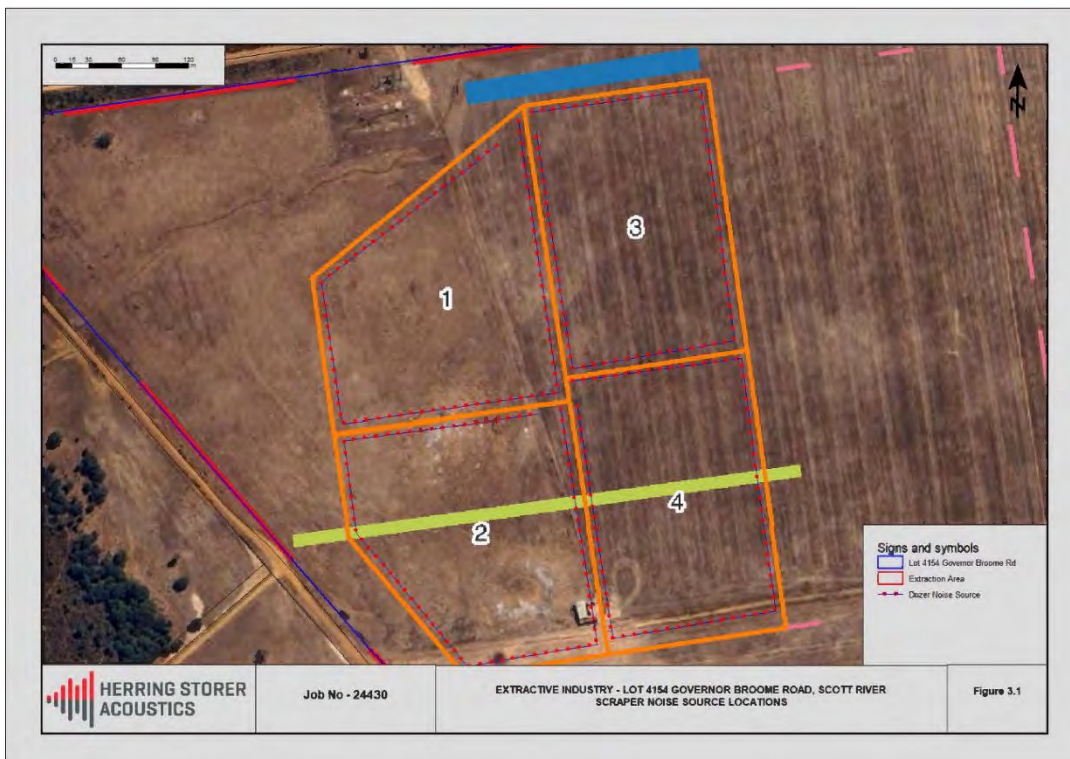 0 15 30 60 90 120
m
N
1
3
2
4
Signs and symbols
Lot 4154 Governor Broome Rd
Extraction Area
Dozer Noise Source
HERRING STORER
ACOUSTICS
Job No - 24430
EXTRACTIVE INDUSTRY - LOT 4154 GOVERNOR BROOME ROAD, SCOTT RIVER
SCRAPER NOISE SOURCE LOCATIONS
Figure 3.1